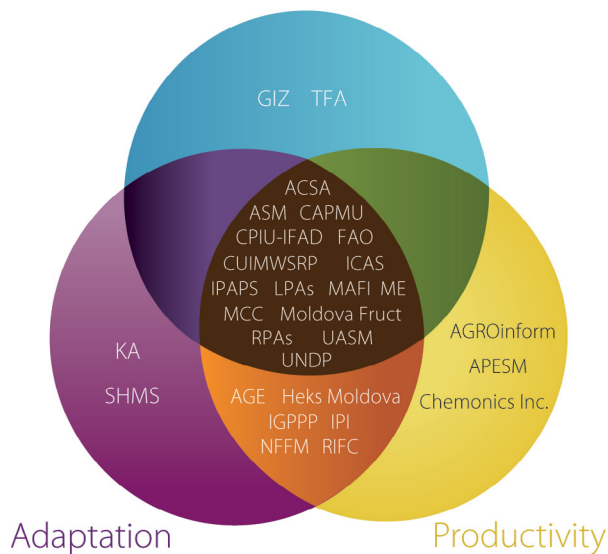 GIZ TFA
ACSA
ASM CAPMU
CPIU-IFAD FAO
CUIMWSRP ICAS
IPAPS LPAs MAFI ME
MCC Moldova Fruct
RPAs UASM
UNDP
KA
SHMS
AGROinform
APESM
Chemonics Inc.
AGE Heks Moldova
IGPPP IPI
NFFM RIFC
Adaptation
Productivity